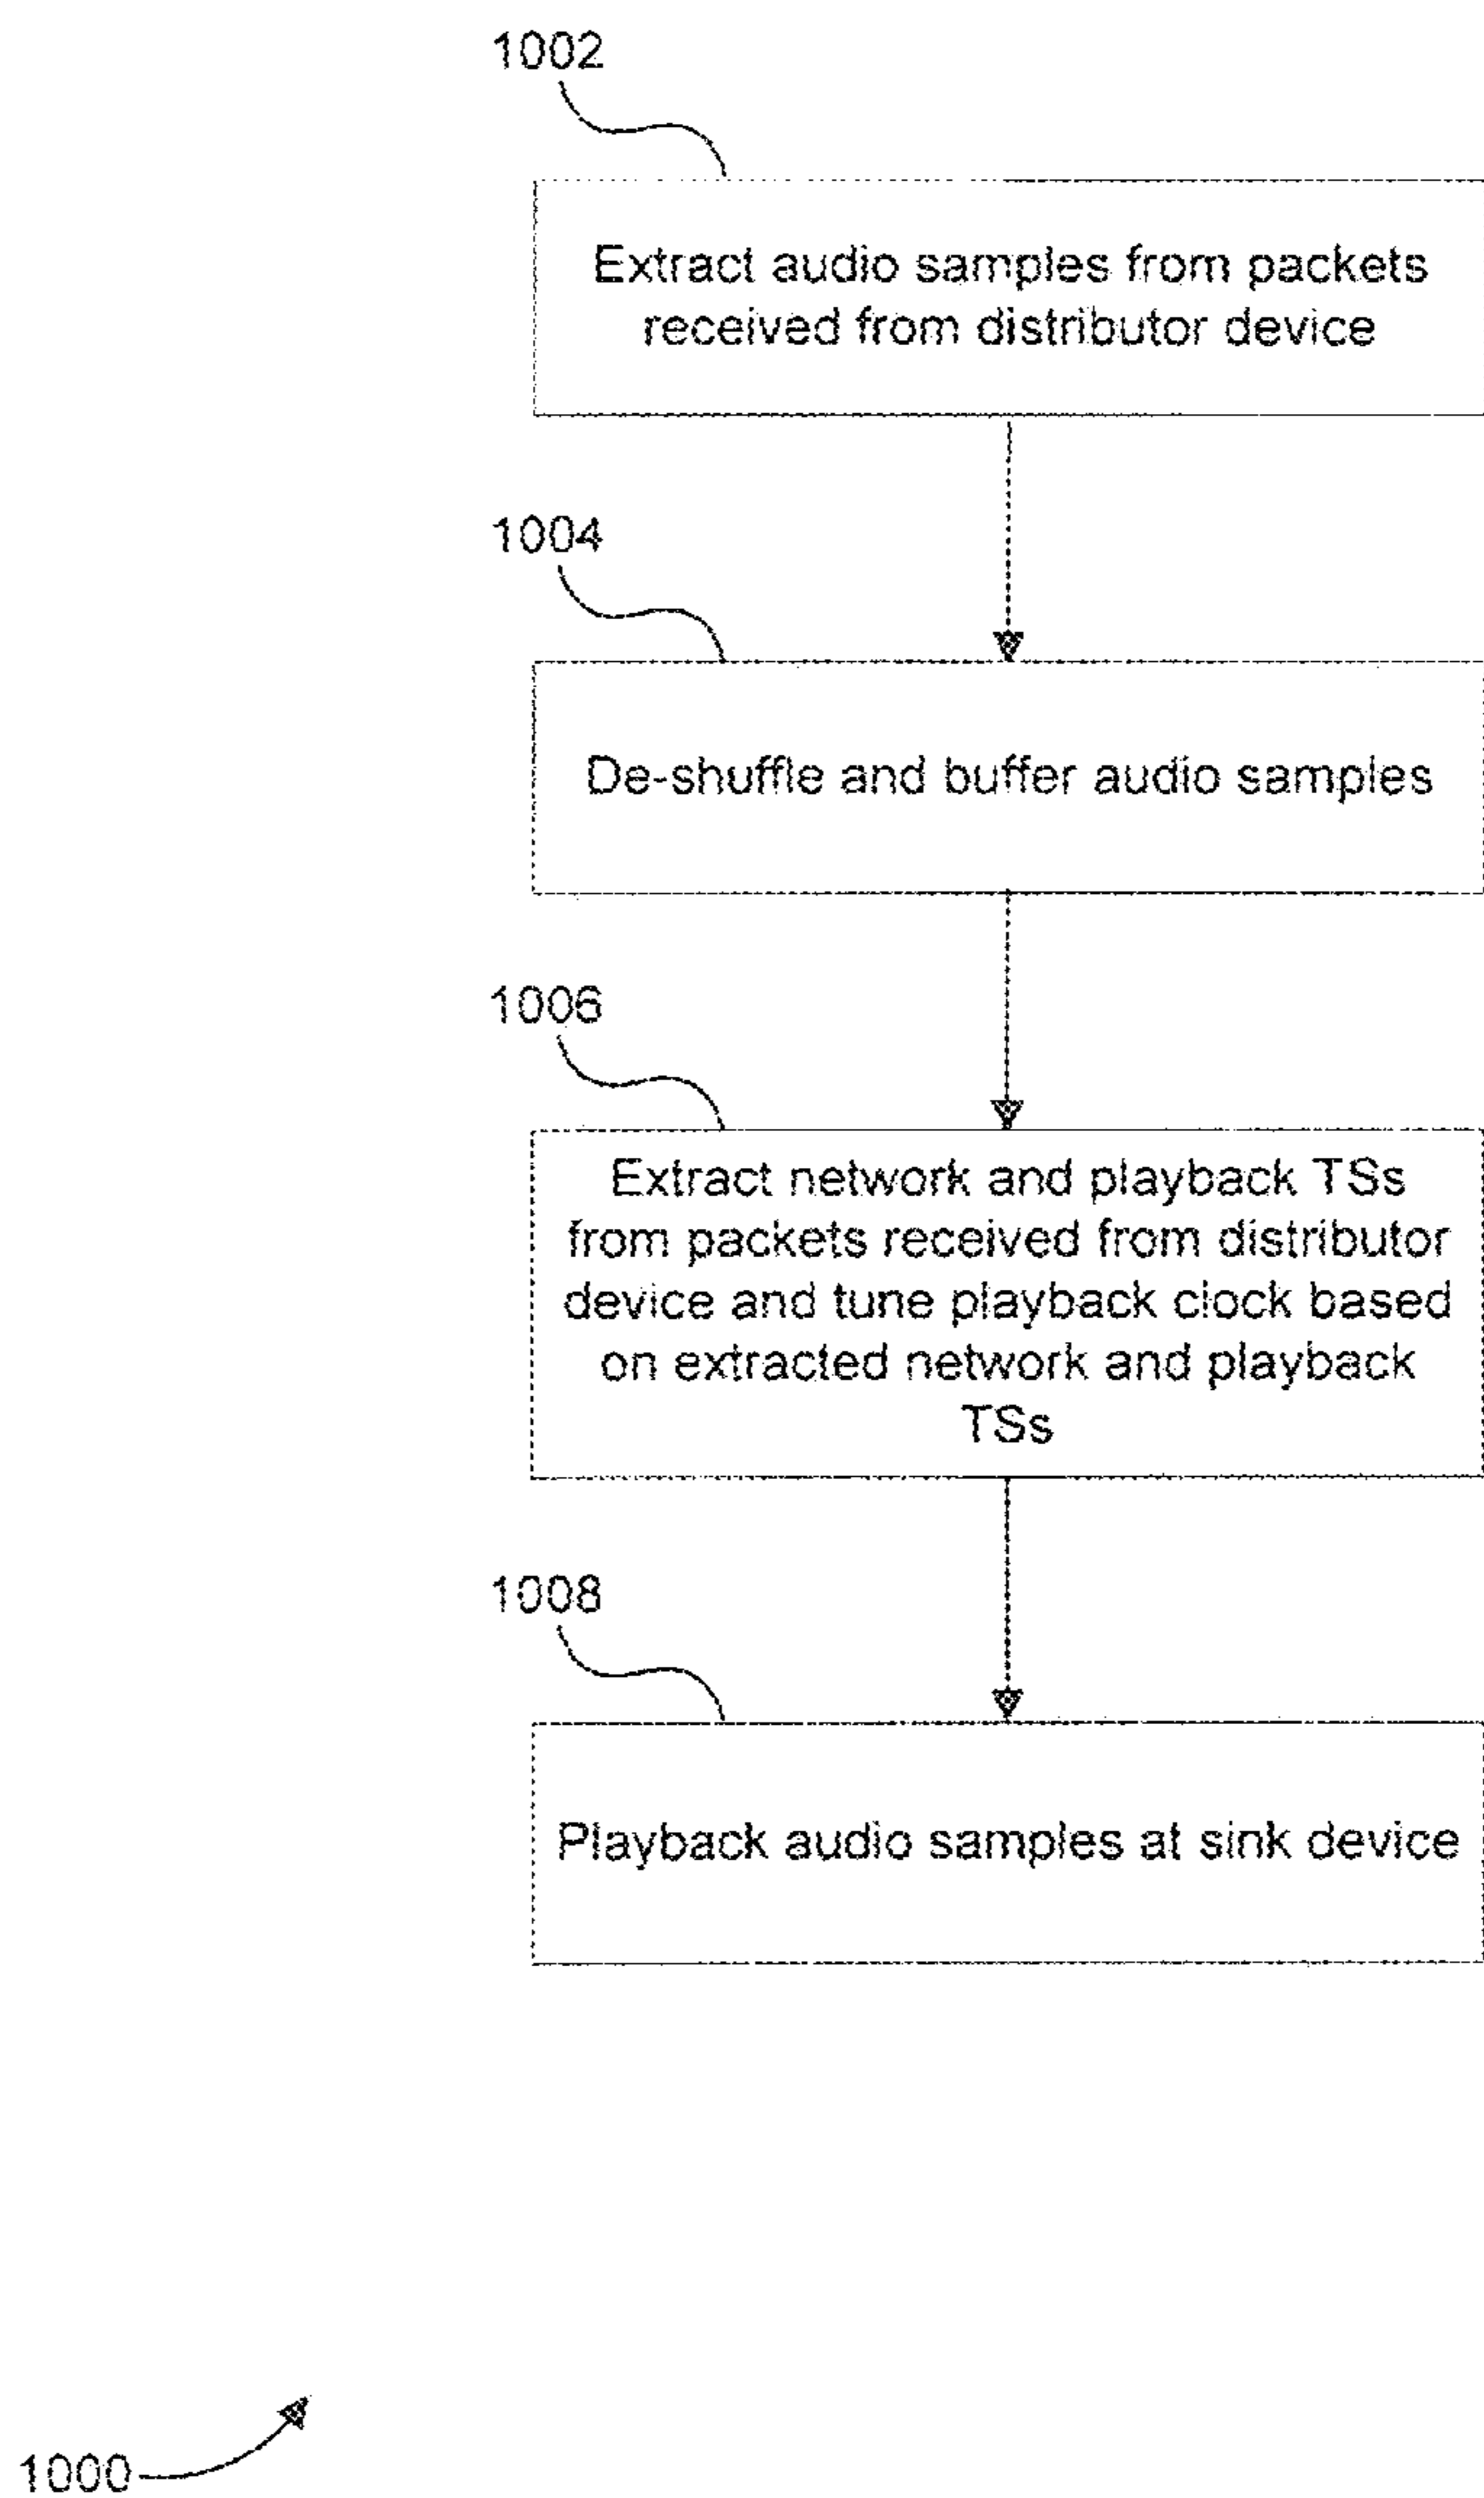 1002
Extract audio samples from packets
received from distributor device
1004
De-shuffle and buffer audio samples
1006
Extract network and playback TSs
from packets received from distributor
device and tune playback clock based
on extracted network and playback
TSs
1008
Playback audio samples at sink device
1000